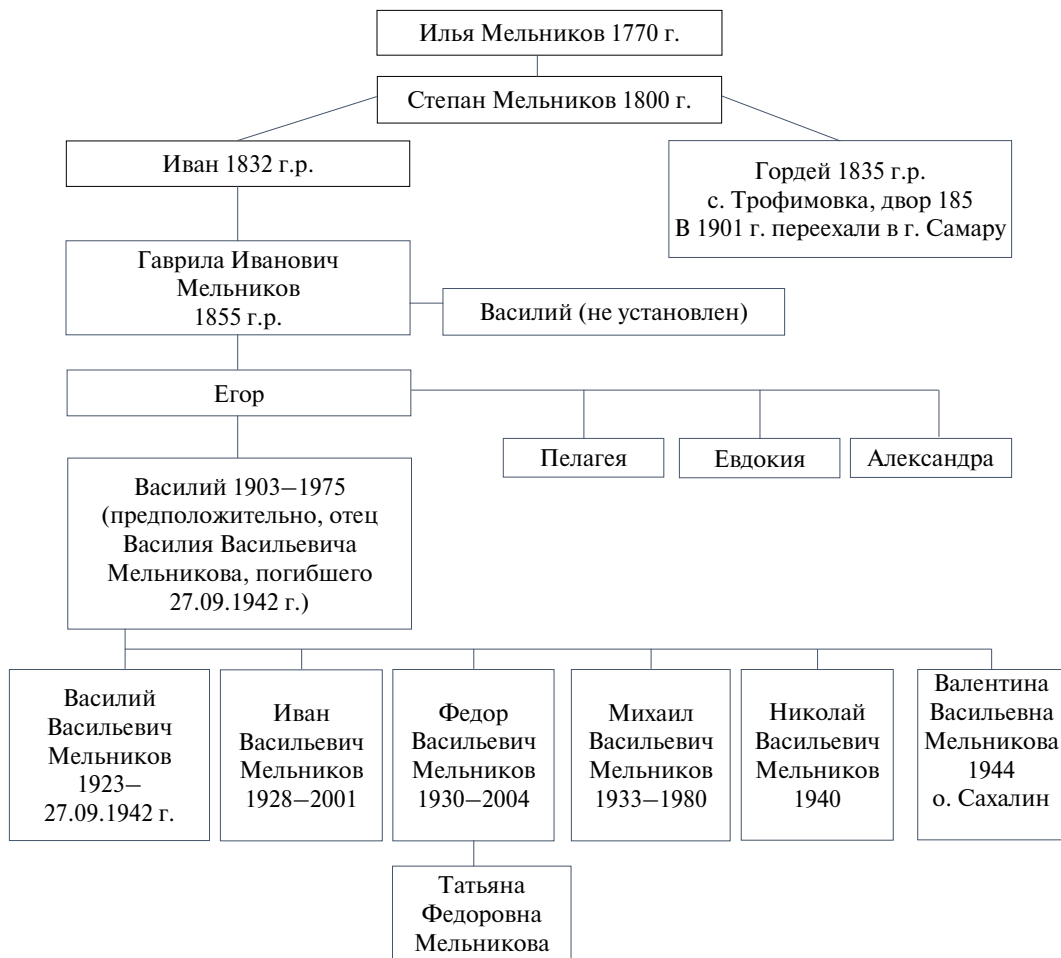 Илья Мельников 1770 г.
Степан Мельников 1800 г.
Иван 1832 г.р.
Гордей 1835 г.р.
с. Трофимовка, двор 185
В 1901 г. переехали в г. Самару
Гаврила Иванович
Мельников
1855 г.р.
Василий (не установлен)
Егор
Пелагея
Евдокия
Александра
Василий 1903–1975
(предположительно, отец
Василия Васильевича
Мельникова, погибшего
27.09.1942 г.)
Василий
Васильевич
Мельников
1923–
27.09.1942 г.
Иван
Васильевич
Мельников
1928–2001
Федор
Васильевич
Мельников
1930–2004
Михаил
Васильевич
Мельников
1933–1980
Николай
Васильевич
Мельников
1940
Валентина
Васильевна
Мельникова
1944
о. Сахалин
Татьяна
Федоровна
Мельникова